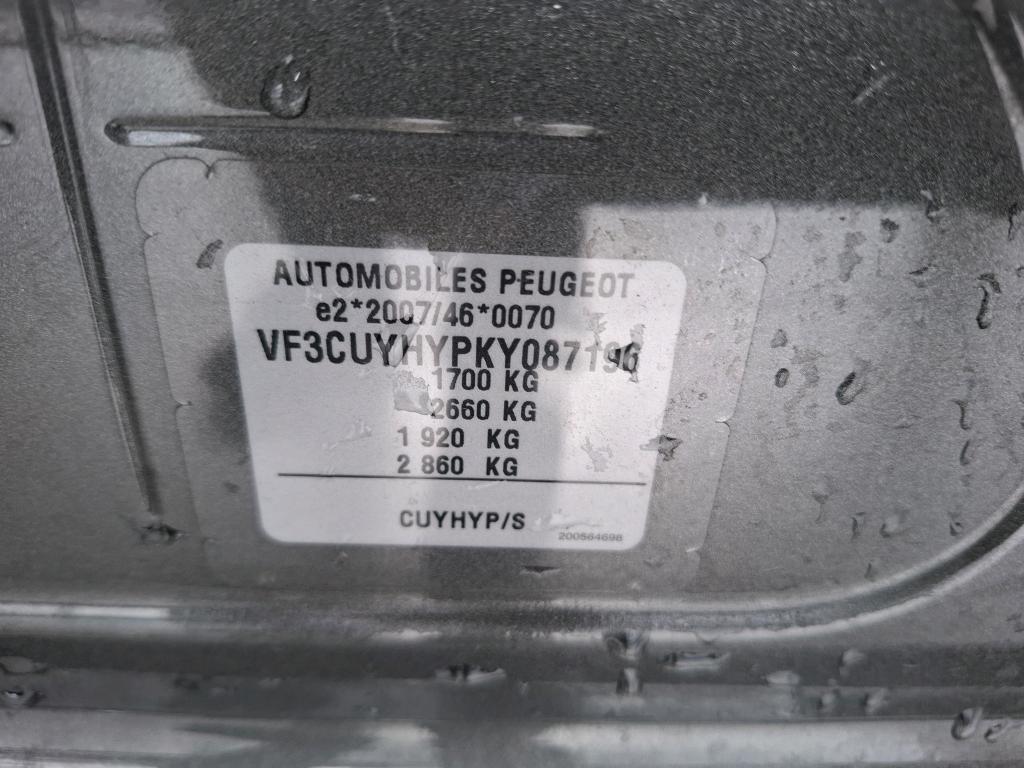 AUTOMOBILES PEUGEOT
e2*2007/46*0070
VF3CUYHYPKY087196
1700 KG
2660 KG
1 920 KG
2 860 KG
CUYHYP/S
200564698